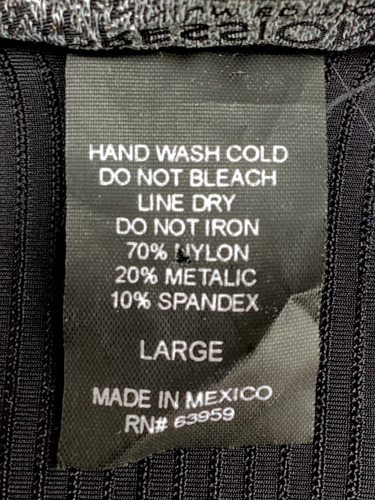 HAND WASH COLD
DO NOT BLEACH
LINE DRY
DO NOT IRON
70% NYLON
20% METALIC
10% SPANDEX
LARGE
MADE IN MEXICO
RN# 63959